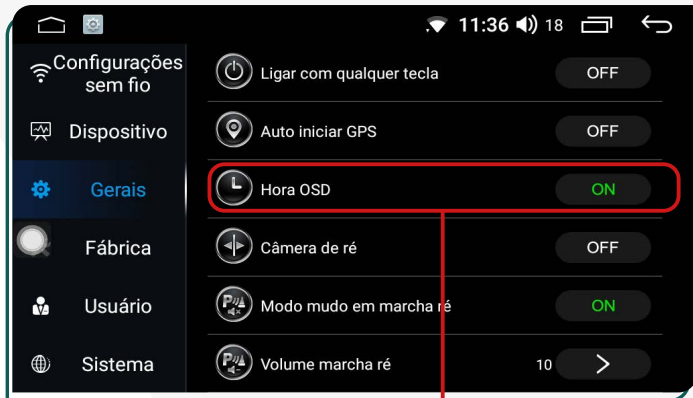 11:36 18
Configurações
sem fio
Dispositivo
Gerais
Fábrica
Usuário
Sistema
Ligar com qualquer tecla OFF
Auto iniciar GPS OFF
Hora OSD ON
Câmera de ré OFF
Modo mudo em marcha ré ON
Volume marcha ré 10